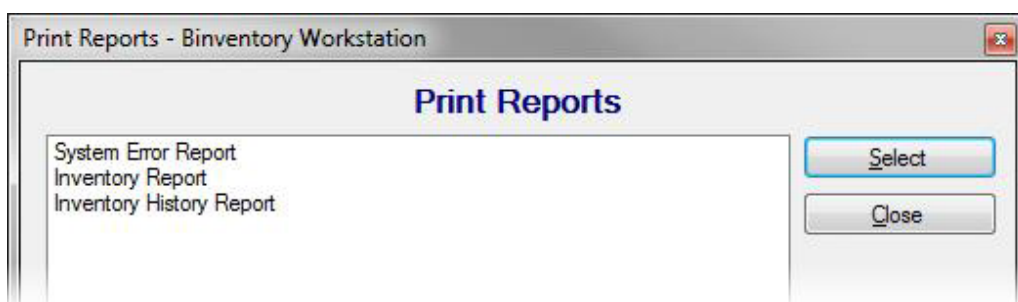 Print Reports - Binventory Workstation
Print Reports
System Error Report
Inventory Report
Inventory History Report
Select
Close